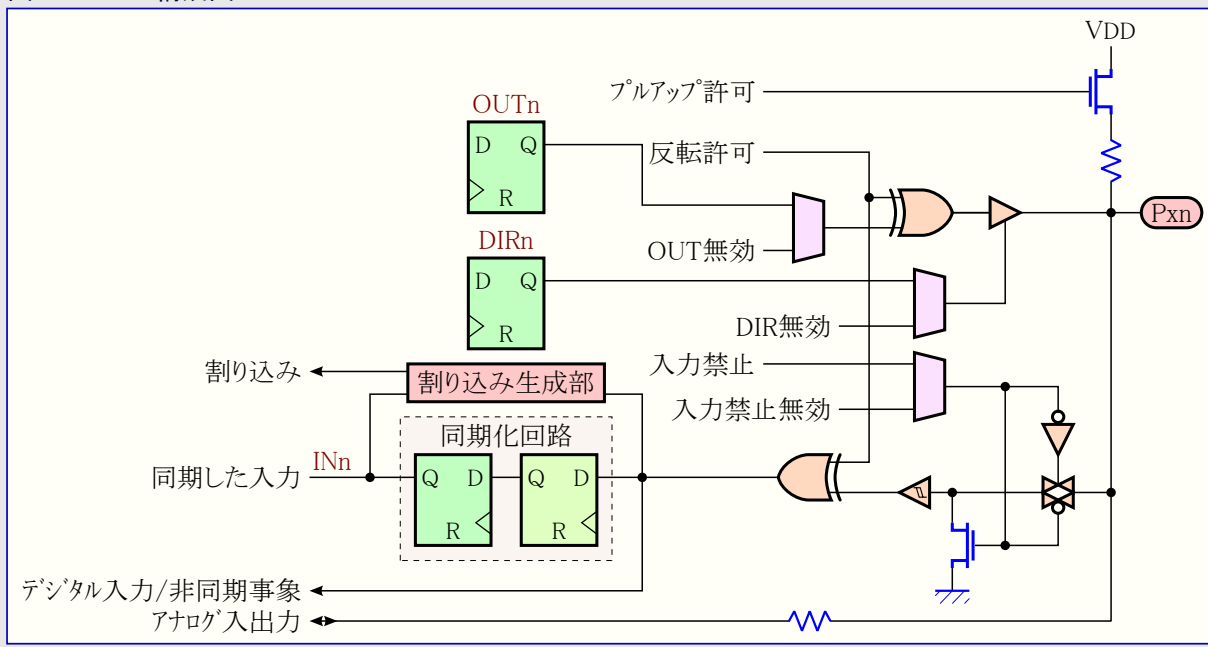 VDD
プルアップ許可
OUTn
D Q
R
反転許可
Pxn
OUT無効
DIRn
D Q
R
DIR無効
割り込み
割り込み生成部
入力禁止
入力禁止無効
同期化回路
同期した入力
INn
Q D
R
Q D
R
デジタル入力/非同期事象
アナログ入出力